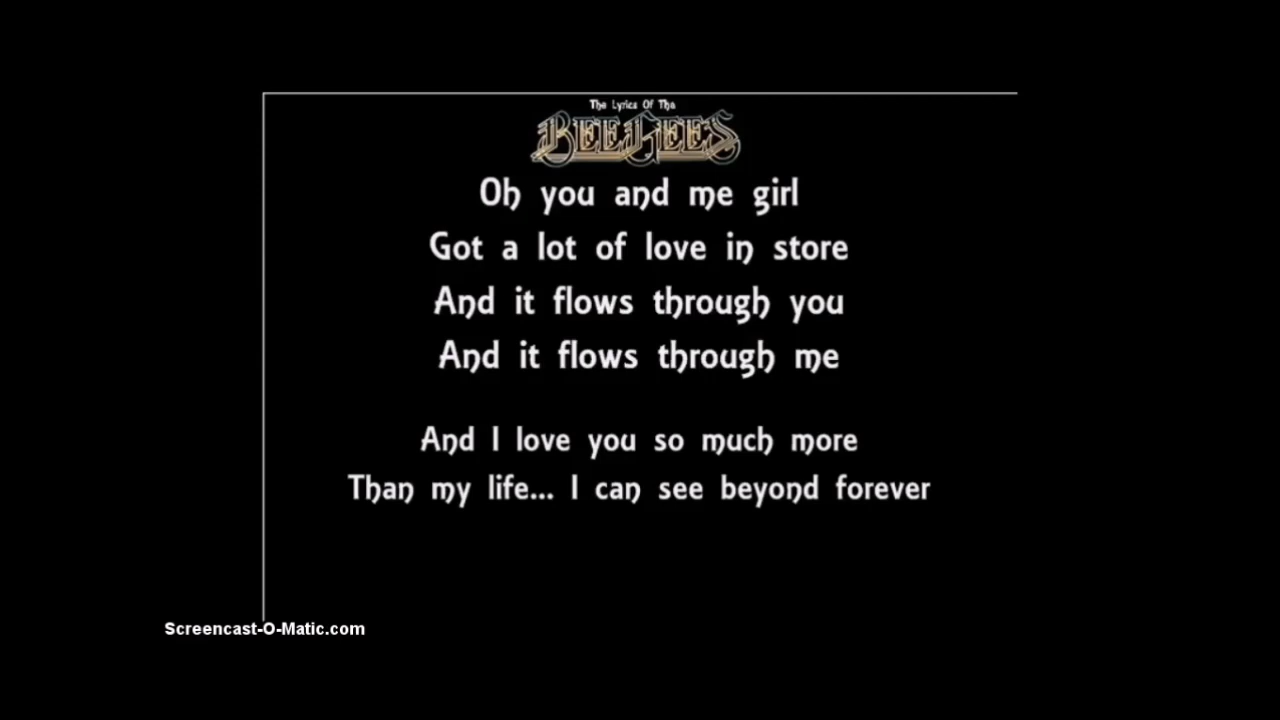 The Lyrics Of The
BEE GEES
Oh you and me girl
Got a lot of love in store
And it flows through you
And it flows through me
And I love you so much more
Than my life... I can see beyond forever
Screencast-O-Matic.com